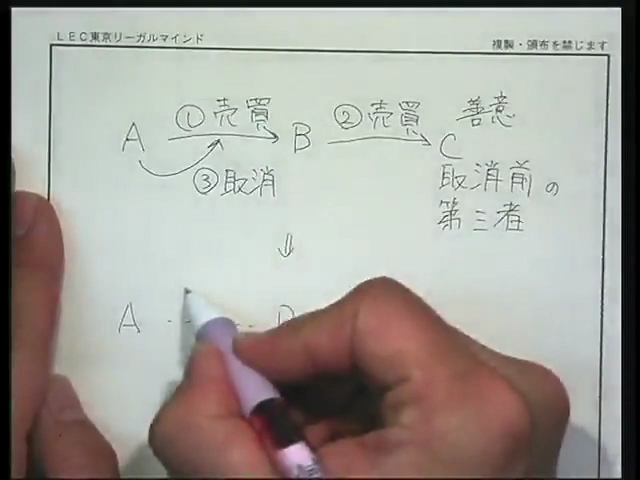 LEC東京リーガルマインド
複製・頒布を禁じます
①売買 ②売買 善意
A B C
③取消 取消前の
第三者
⇓
A